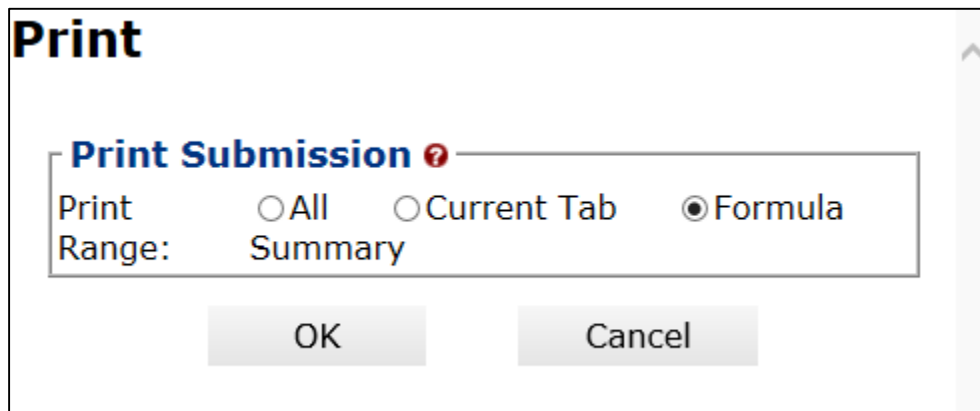 Print
Print Submission ?
Print All Current Tab Formula
Range: Summary
OK Cancel